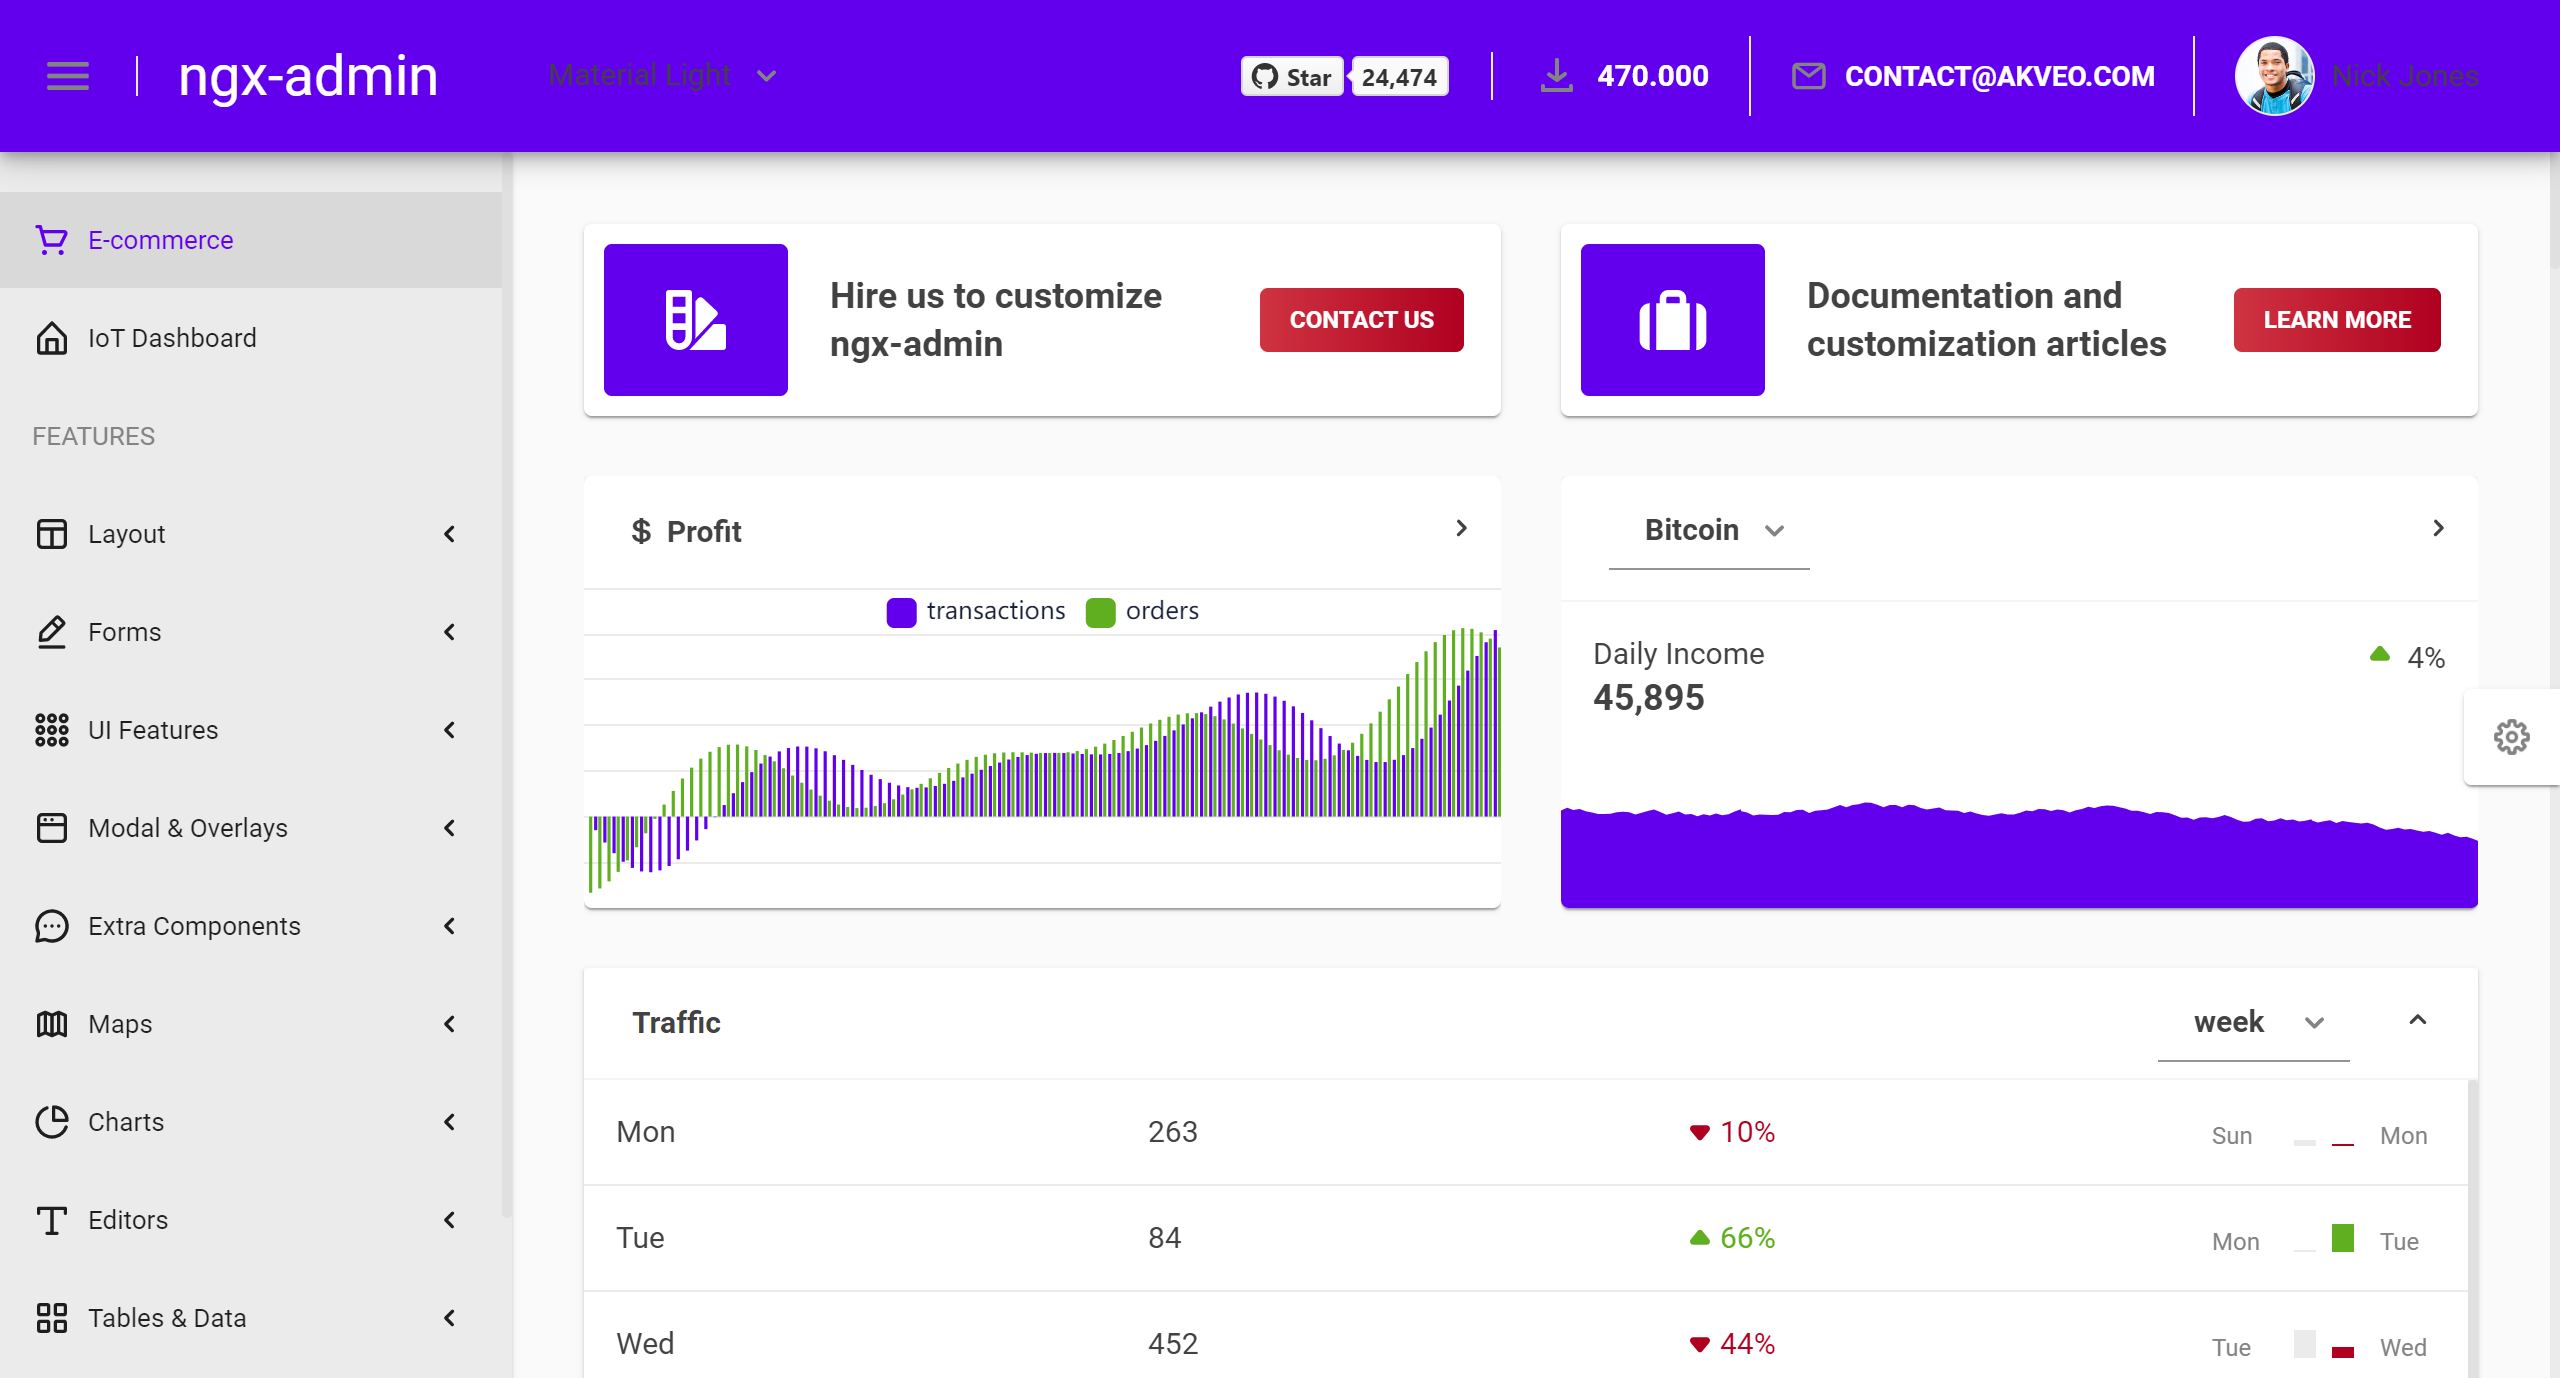 ngx-admin
Material Light
Star
24,474
470.000
CONTACT@AKVEO.COM
Nick Jones
E-commerce
IoT Dashboard
FEATURES
Layout
Forms
UI Features
Modal & Overlays
Extra Components
Maps
Charts
Editors
Tables & Data
Hire us to customize
ngx-admin
CONTACT US
Documentation and
customization articles
LEARN MORE
$ Profit
transactions orders
Bitcoin
Daily Income
45,895
4%
Traffic
week
Mon 263 10% Sun Mon
Tue 84 66% Mon Tue
Wed 452 44% Tue Wed